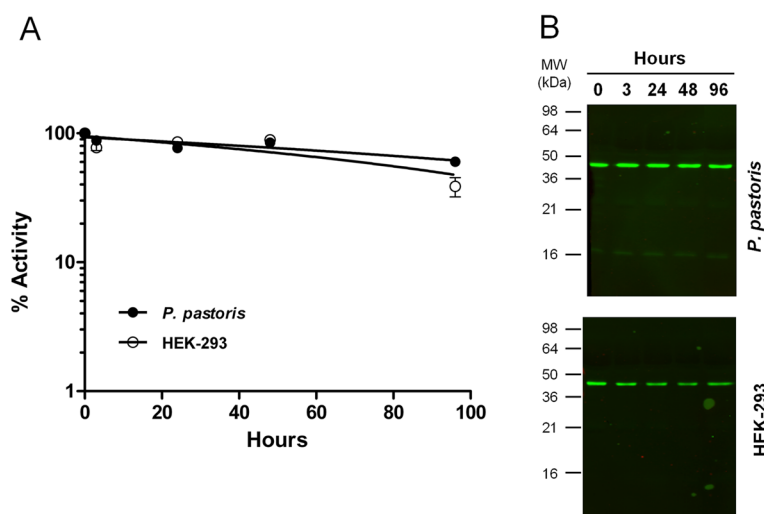 A
% Activity
100
10
1
P. pastoris
HEK-293
0 20 40 60 80 100
Hours
B
MW
(kDa)
Hours
0 3 24 48 96
98
64
50
36
21
16
P. pastoris
98
64
50
36
21
16
HEK-293